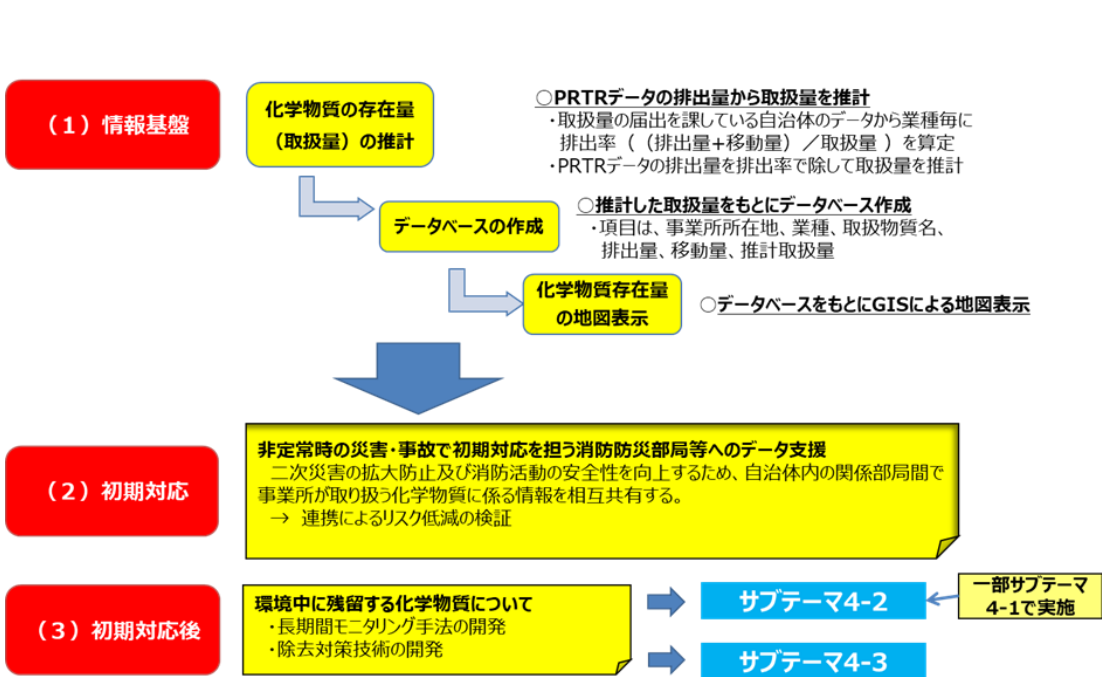 （1）情報基盤
化学物質の存在量
（取扱量）の推計
○PRTRデータの排出量から取扱量を推計
・取扱量の届出を課している自治体のデータから業種毎に
排出率（（排出量+移動量）／取扱量 ）を算定
・PRTRデータの排出量を排出率で除して取扱量を推計
データベースの作成
○推計した取扱量をもとにデータベース作成
・項目は、事業所所在地、業種、取扱物質名、
排出量、移動量、推計取扱量
化学物質存在量
の地図表示
○データベースをもとにGISによる地図表示
（2）初期対応
非定常時の災害・事故で初期対応を担う消防防災部局等へのデータ支援
二次災害の拡大防止及び消防活動の安全性を向上するため、自治体内の関係部局間で
事業所が取り扱う化学物質に係る情報を相互共有する。
→ 連携によるリスク低減の検証
（3）初期対応後
環境中に残留する化学物質について
・長期間モニタリング手法の開発
・除去対策技術の開発
サブテーマ4-2
一部サブテーマ
4-1で実施
サブテーマ4-3